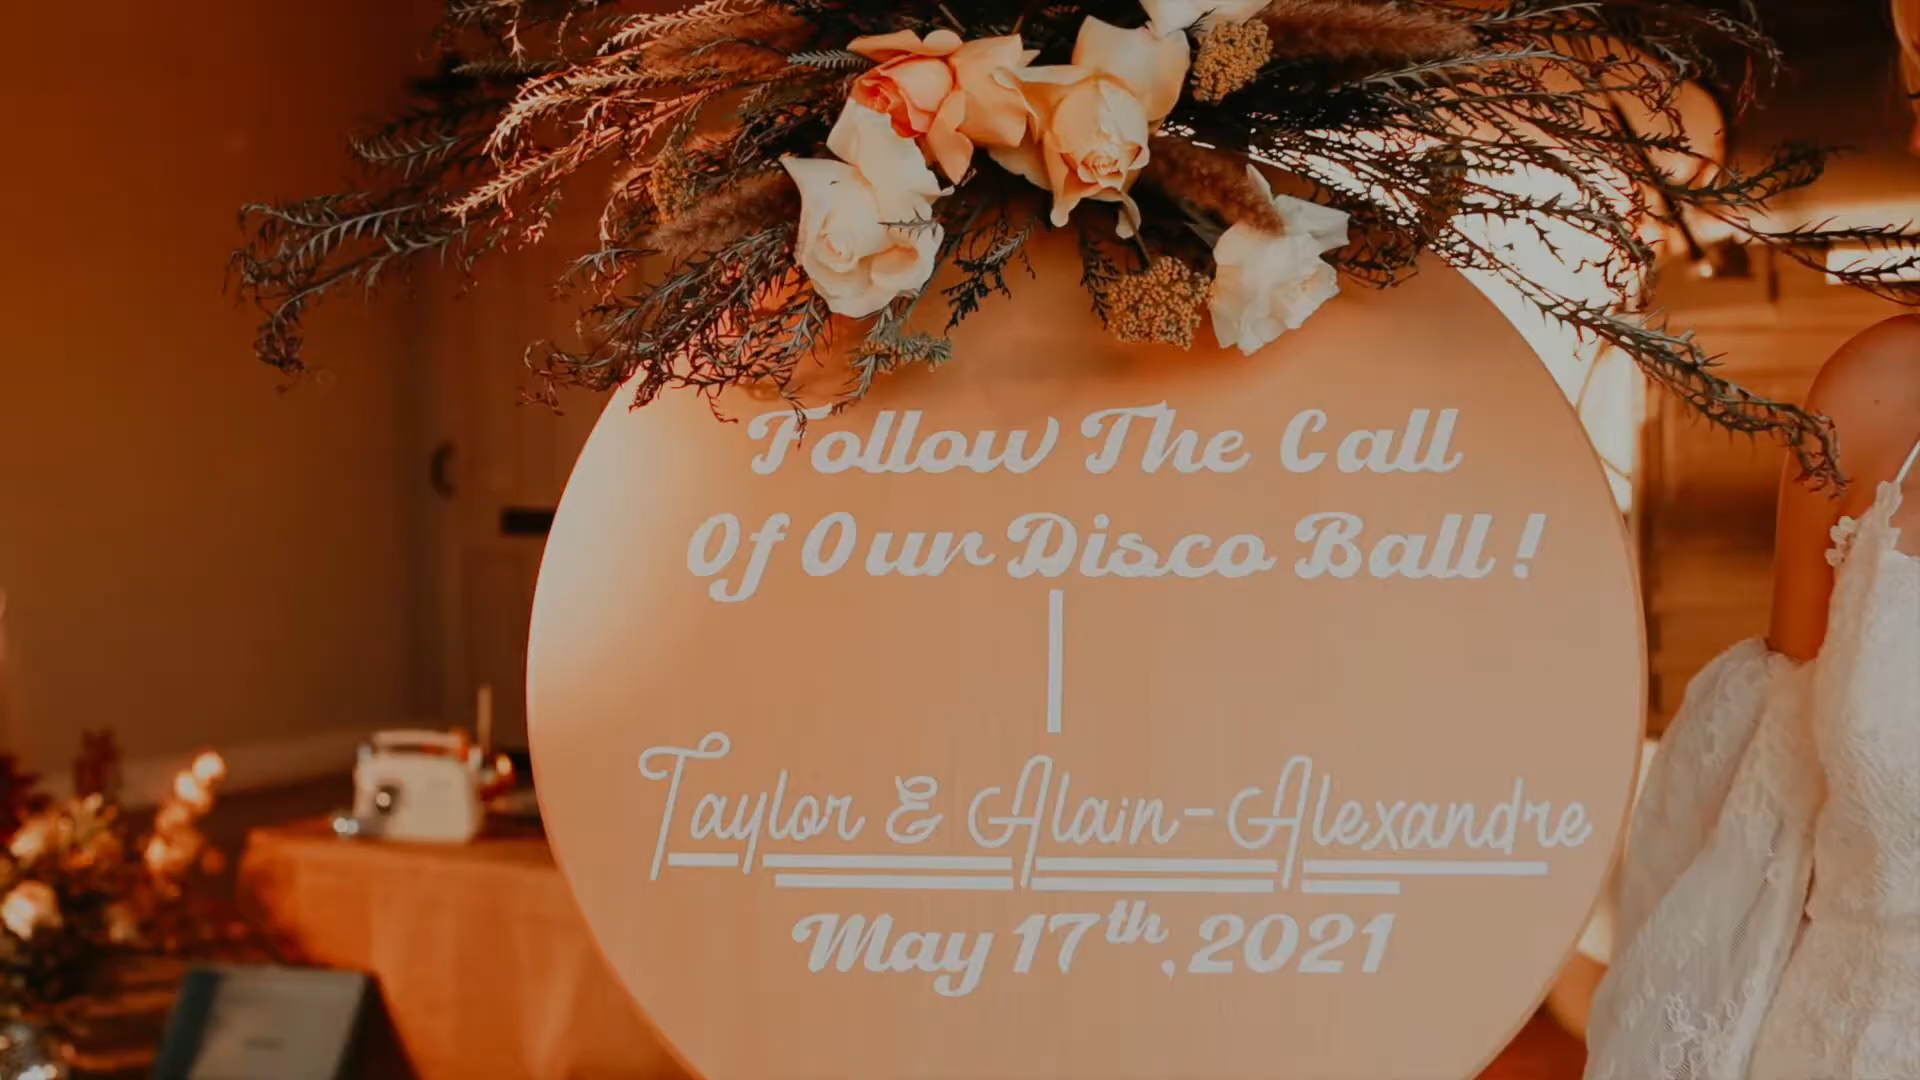 Follow The Call
Of Our Disco Ball!
Taylor & Alain-Alexandre
May 17th, 2021